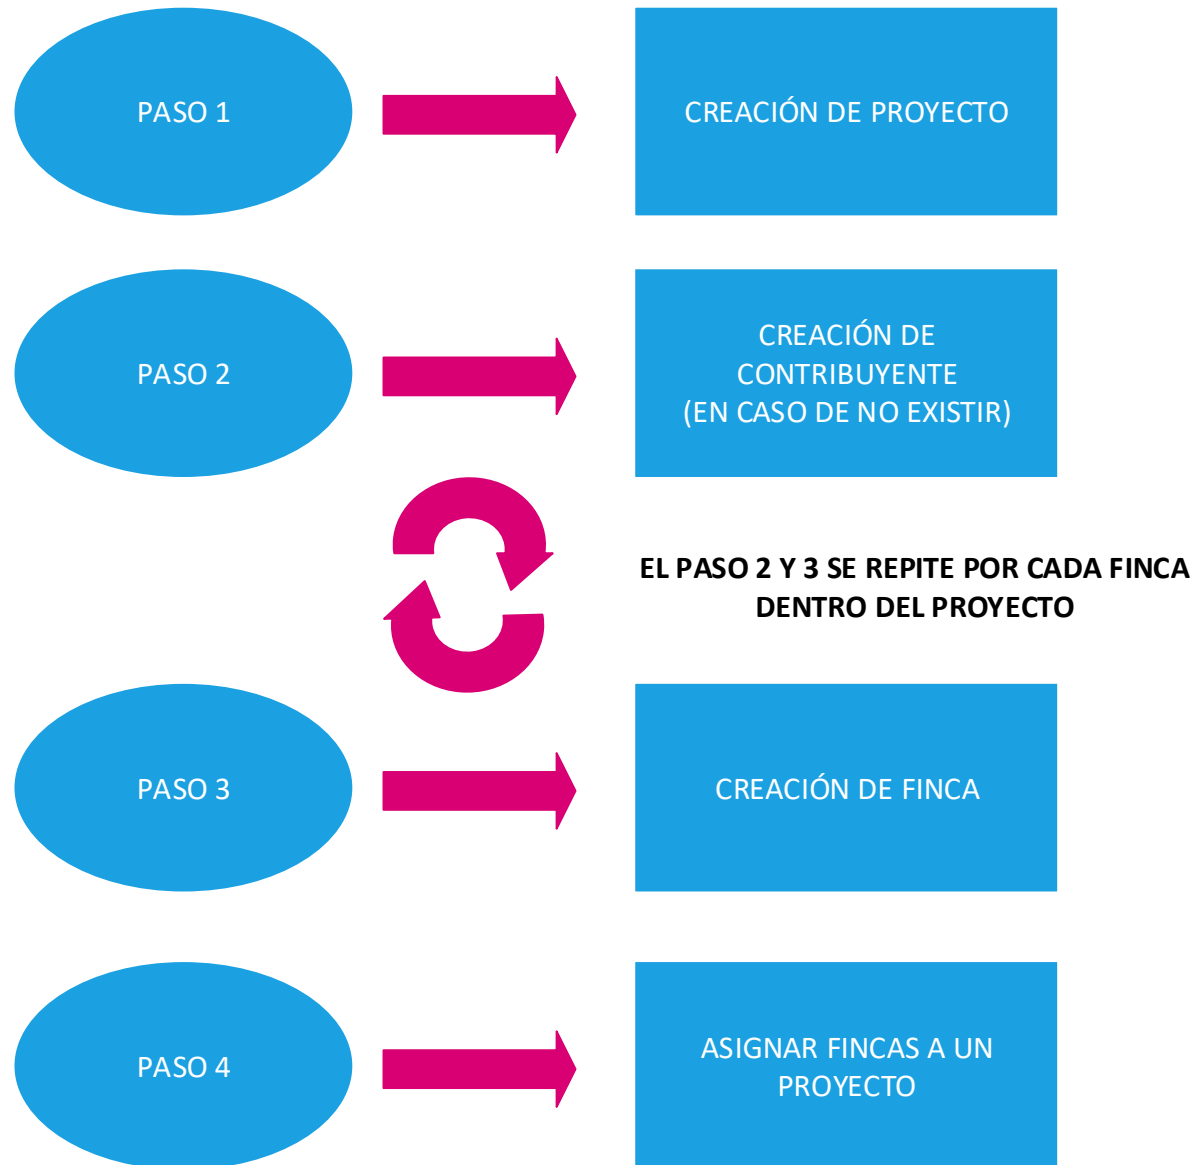 PASO 1
CREACIÓN DE PROYECTO
PASO 2
CREACIÓN DE
CONTRIBUYENTE
(EN CASO DE NO EXISTIR)
EL PASO 2 Y 3 SE REPITE POR CADA FINCA
DENTRO DEL PROYECTO
PASO 3
CREACIÓN DE FINCA
PASO 4
ASIGNAR FINCAS A UN
PROYECTO